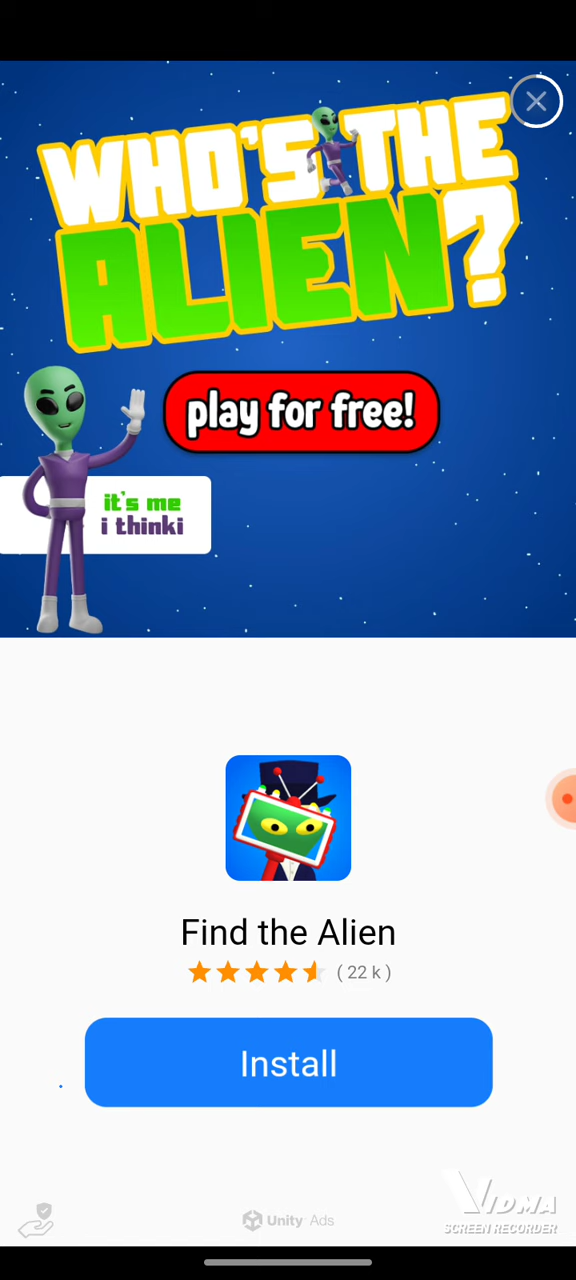 WHO'S THE
ALIEN?
play for free!
it's me
i thinki
Find the Alien
( 22 k )
Install
Unity Ads
VIDMA
SCREEN RECORDER